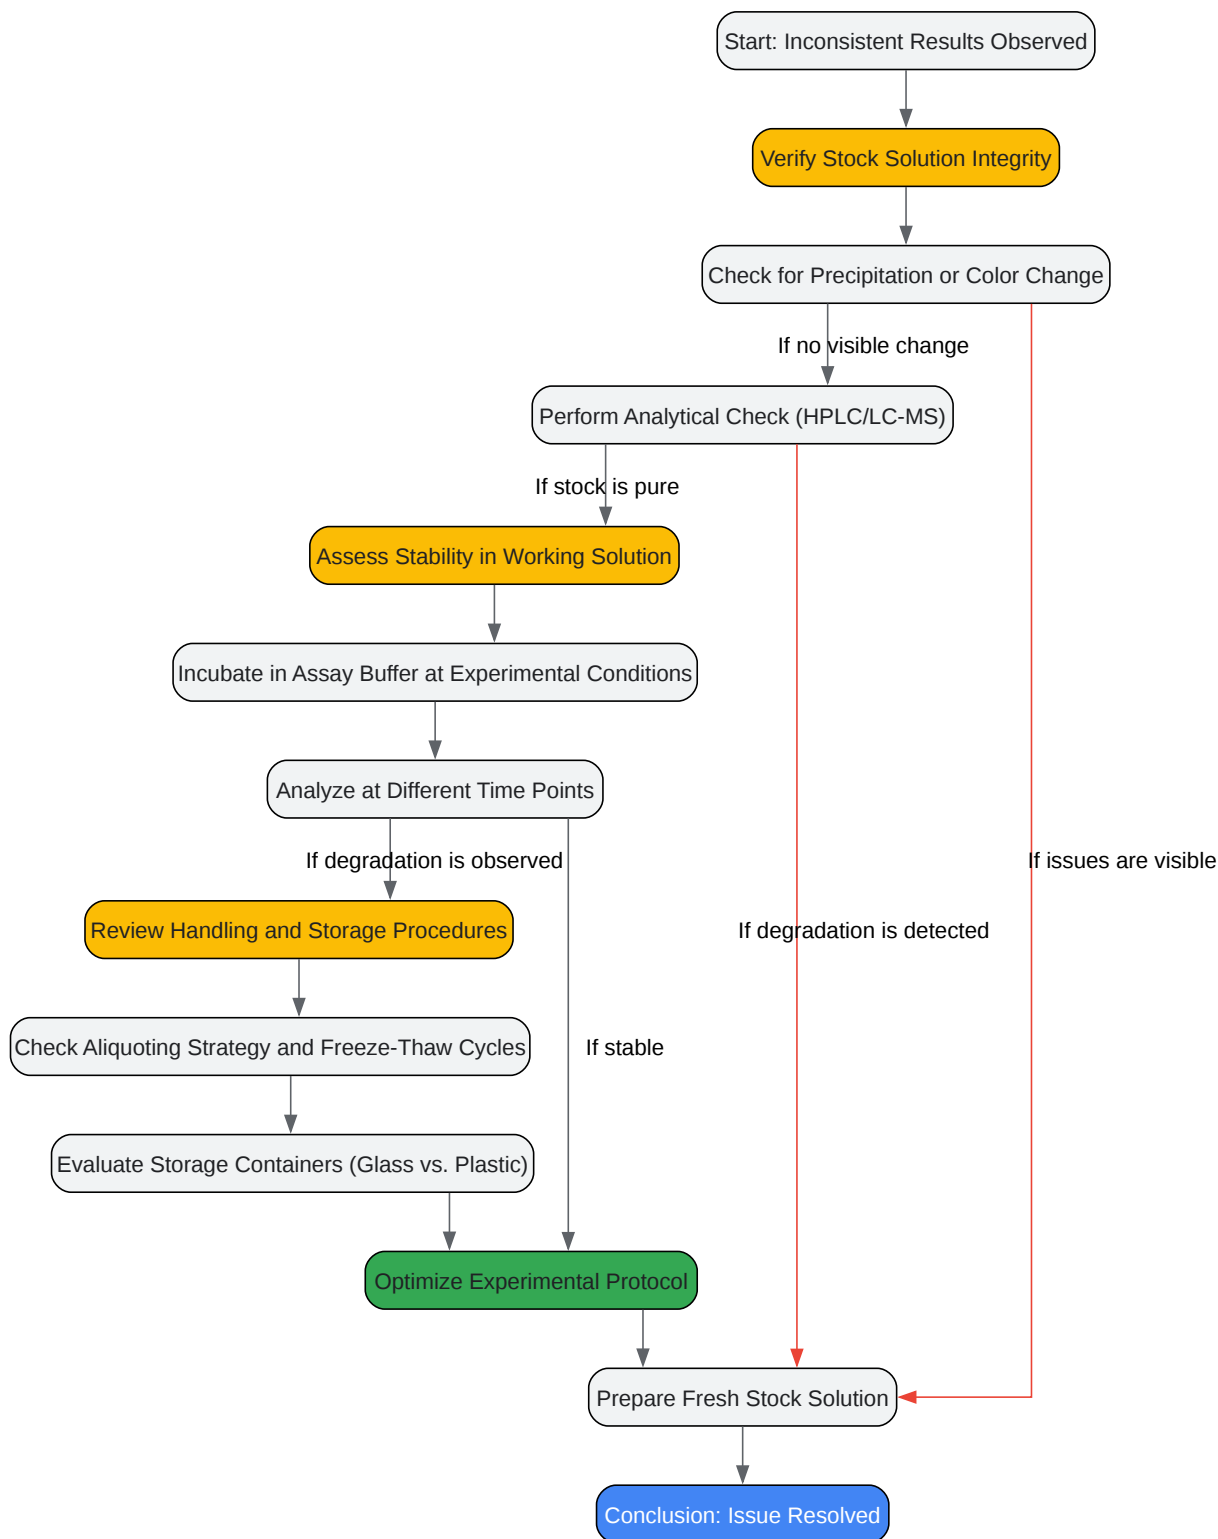 Start: Inconsistent Results Observed
Verify Stock Solution Integrity
Check for Precipitation or Color Change
If no visible change
Perform Analytical Check (HPLC/LC-MS)
If stock is pure
Assess Stability in Working Solution
Incubate in Assay Buffer at Experimental Conditions
Analyze at Different Time Points
If degradation is observed
If issues are visible
Review Handling and Storage Procedures
If degradation is detected
Check Aliquoting Strategy and Freeze-Thaw Cycles
If stable
Evaluate Storage Containers (Glass vs. Plastic)
Optimize Experimental Protocol
Prepare Fresh Stock Solution
Conclusion: Issue Resolved